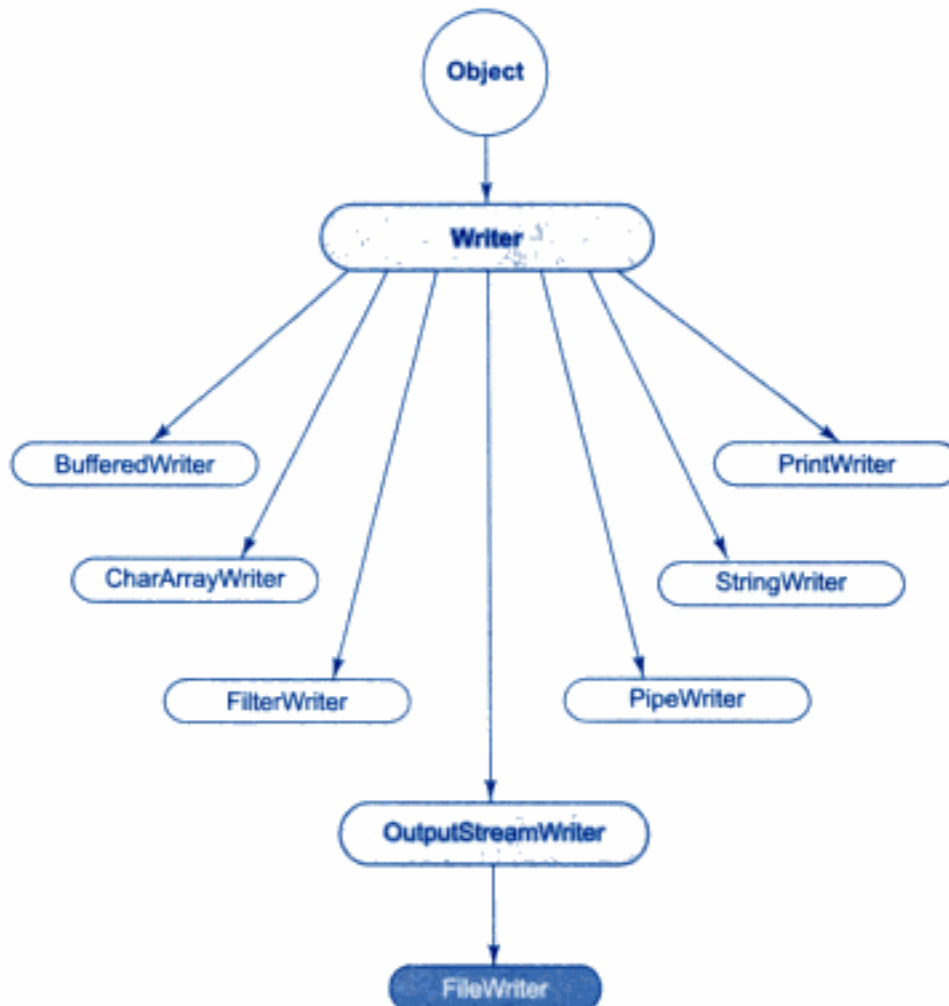 Object
Writer
BufferedWriter
PrintWriter
CharArrayWriter
StringWriter
FilterWriter
PipeWriter
OutputStreamWriter
FileWriter